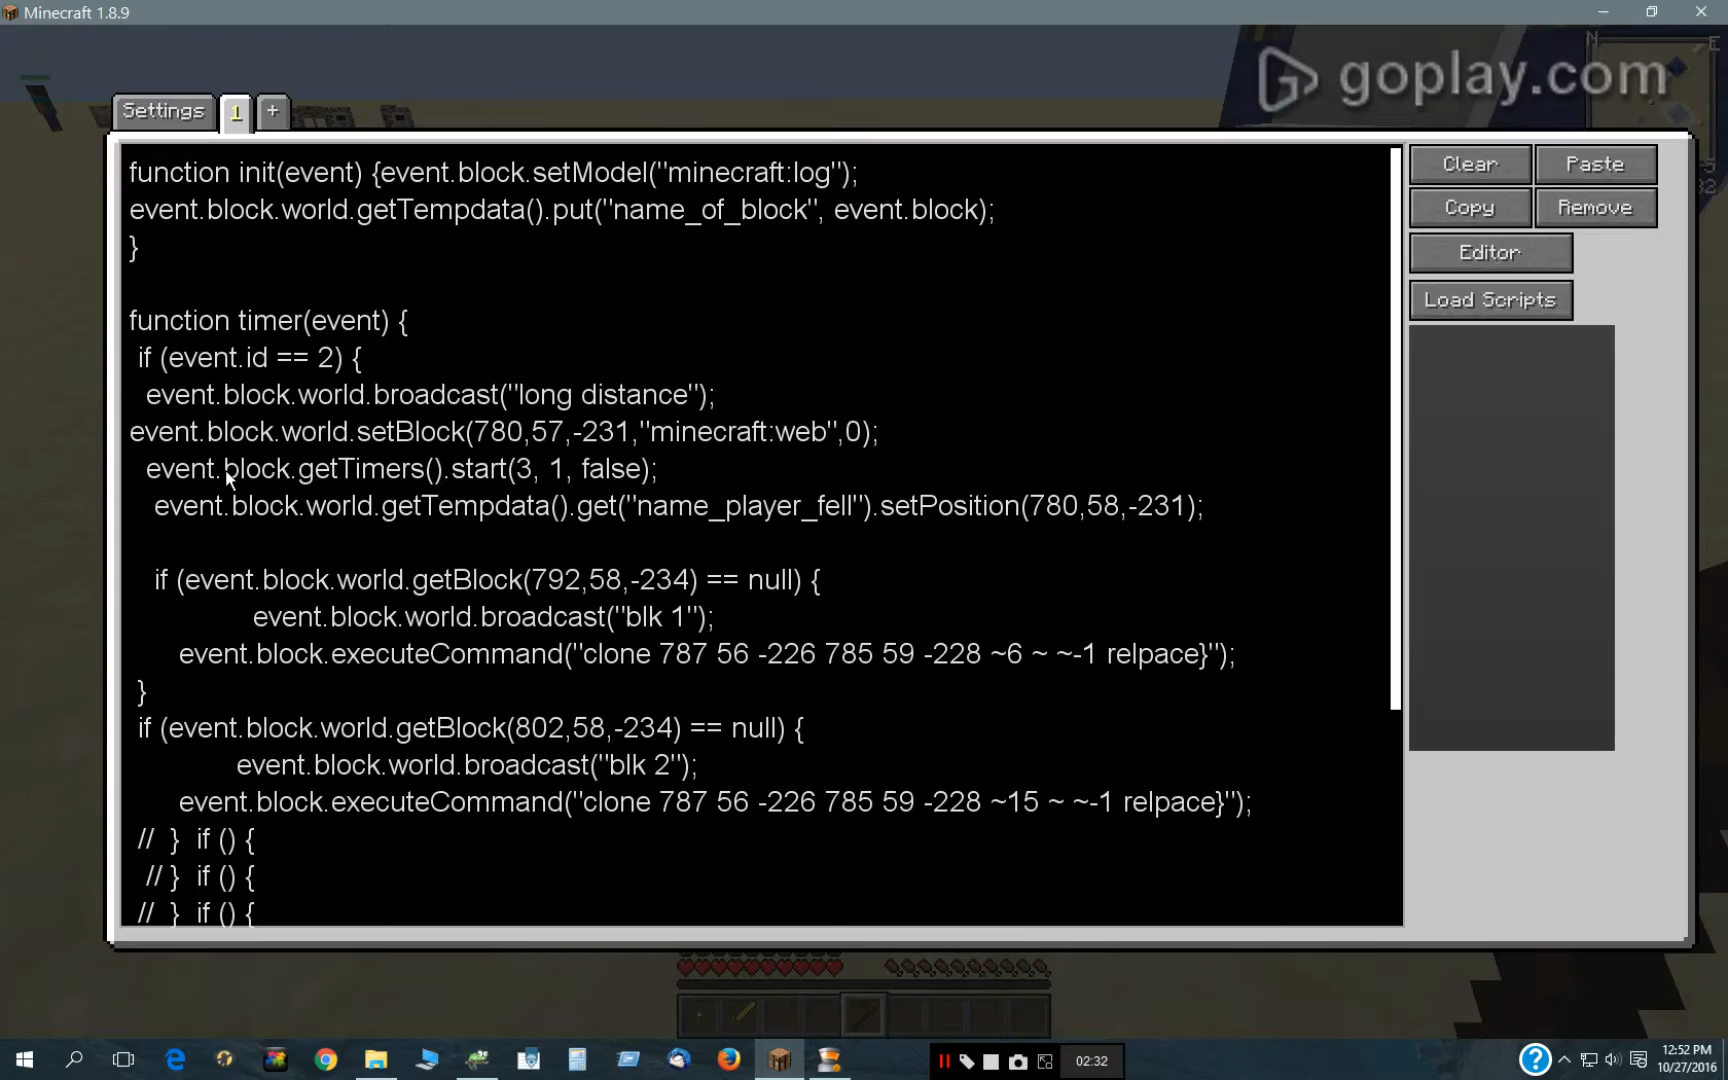 Minecraft 1.8.9
goplay.com
N
E
Settings
1
+
function init(event) {event.block.setModel("minecraft:log");
event.block.world.getTempdata().put("name_of_block", event.block);
}
function timer(event) {
if (event.id == 2) {
event.block.world.broadcast("long distance");
event.block.world.setBlock(780,57,-231,"minecraft:web",0);
event.block.getTimers().start(3, 1, false);
event.block.world.getTempdata().get("name_player_fell").setPosition(780,58,-231);
if (event.block.world.getBlock(792,58,-234) == null) {
event.block.world.broadcast("blk 1");
event.block.executeCommand("clone 787 56 -226 785 59 -228 ~6 ~ ~-1 relpace}");
}
if (event.block.world.getBlock(802,58,-234) == null) {
event.block.world.broadcast("blk 2");
event.block.executeCommand("clone 787 56 -226 785 59 -228 ~15 ~ ~-1 relpace}");
// } if () {
// } if () {
// } if () {
Clear
Paste
Copy
Remove
Editor
Load Scripts
02:32
12:52 PM
10/27/2016